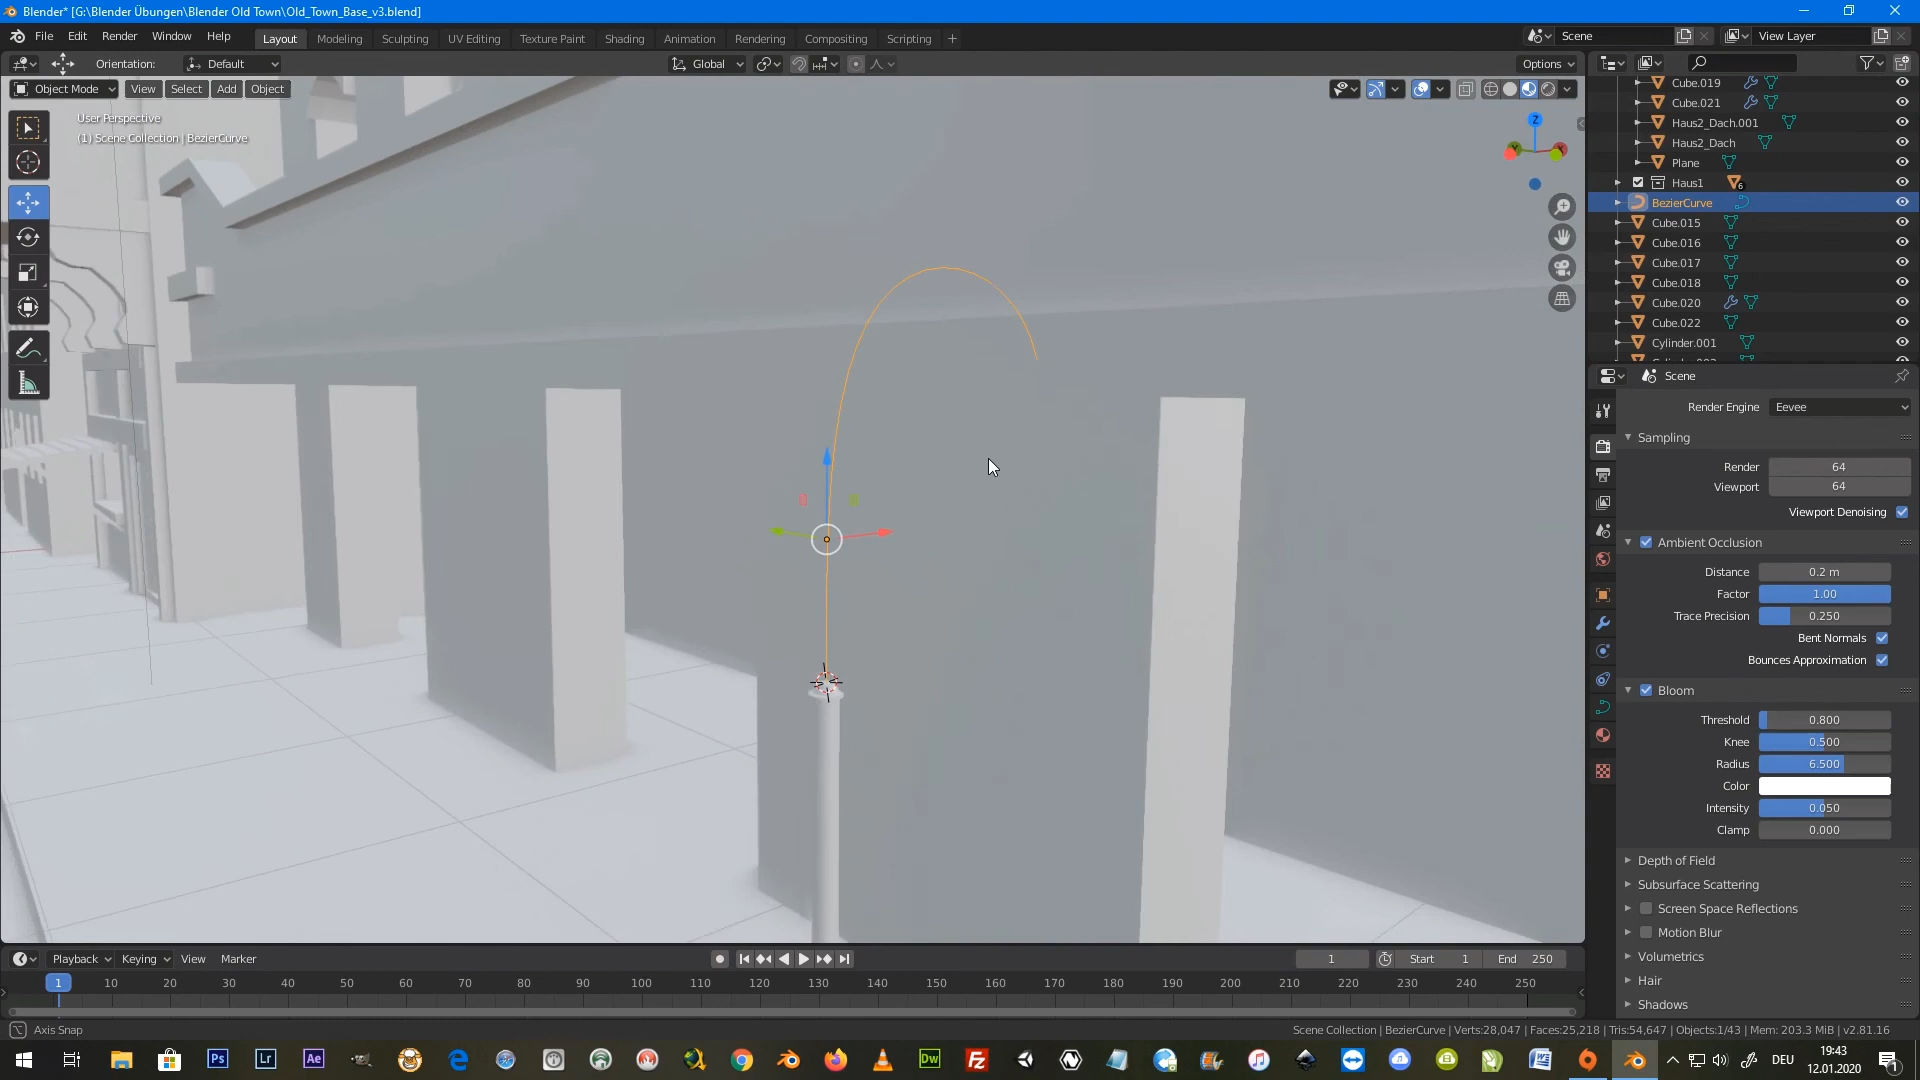 Blender* [G:\Blender Übungen\Blender Old Town\Old_Town_Base_v3.blend]
File Edit Render Window Help Layout Modeling Sculpting UV Editing Texture Paint Shading Animation Rendering Compositing Scripting + Scene View Layer
Orientation: Default Global Options
Object Mode View Select Add Object
User Perspective
(1) Scene Collection | BezierCurve
Z
Cube.019
Cube.021
Haus2_Dach.001
Haus2_Dach
Plane
Haus1 6
BezierCurve
Cube.015
Cube.016
Cube.017
Cube.018
Cube.020
Cube.022
Cylinder.001
Scene
Render Engine Eevee
Sampling
Render 64
Viewport 64
Viewport Denoising
Ambient Occlusion
Distance 0.2 m
Factor 1.00
Trace Precision 0.250
Bent Normals
Bounces Approximation
Bloom
Threshold 0.800
Knee 0.500
Radius 6.500
Color
Intensity 0.050
Clamp 0.000
Depth of Field
Subsurface Scattering
Screen Space Reflections
Motion Blur
Volumetrics
Hair
Shadows
Playback Keying View Marker 1 Start 1 End 250
1 10 20 30 40 50 60 70 80 90 100 110 120 130 140 150 160 170 180 190 200 210 220 230 240 250
Axis Snap Scene Collection | BezierCurve | Verts:28,047 | Faces:25,218 | Tris:54,647 | Objects:1/43 | Mem: 203.3 MiB | v2.81.16
Ps Lr Ae Dw Fz DEU 19:43
12.01.2020 1